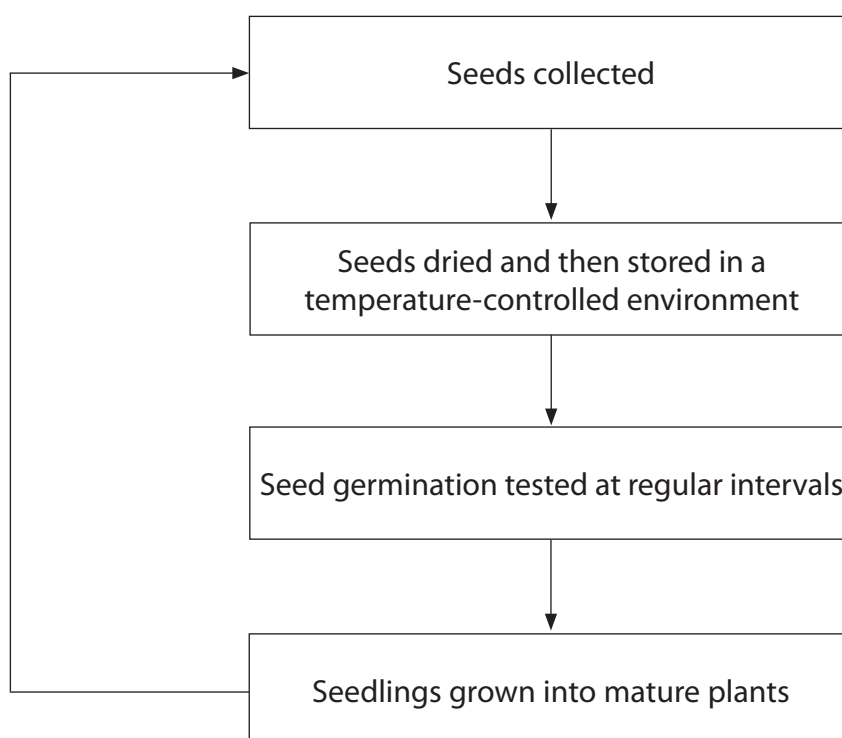 Seeds collected
Seeds dried and then stored in a
temperature-controlled environment
Seed germination tested at regular intervals
Seedlings grown into mature plants